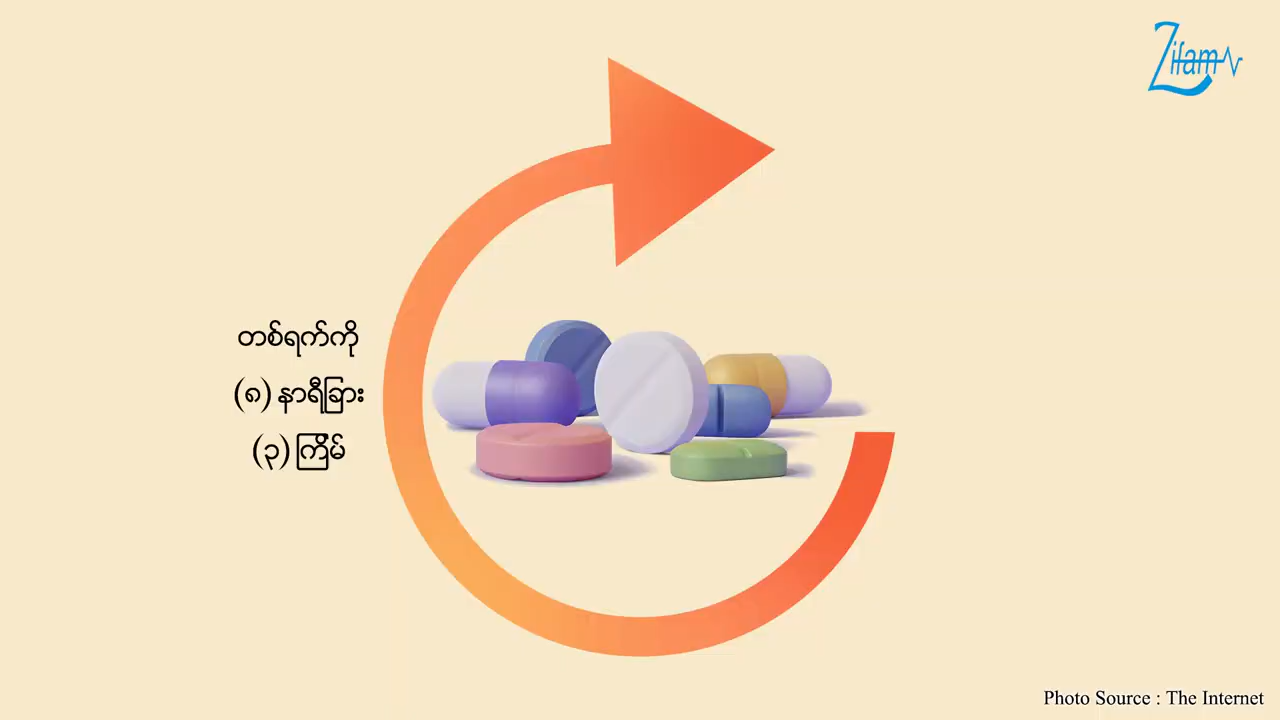 Zifam
တစ်ရက်ကို
(၈) နာရီခြား
(၃) ကြိမ်
Photo Source : The Internet